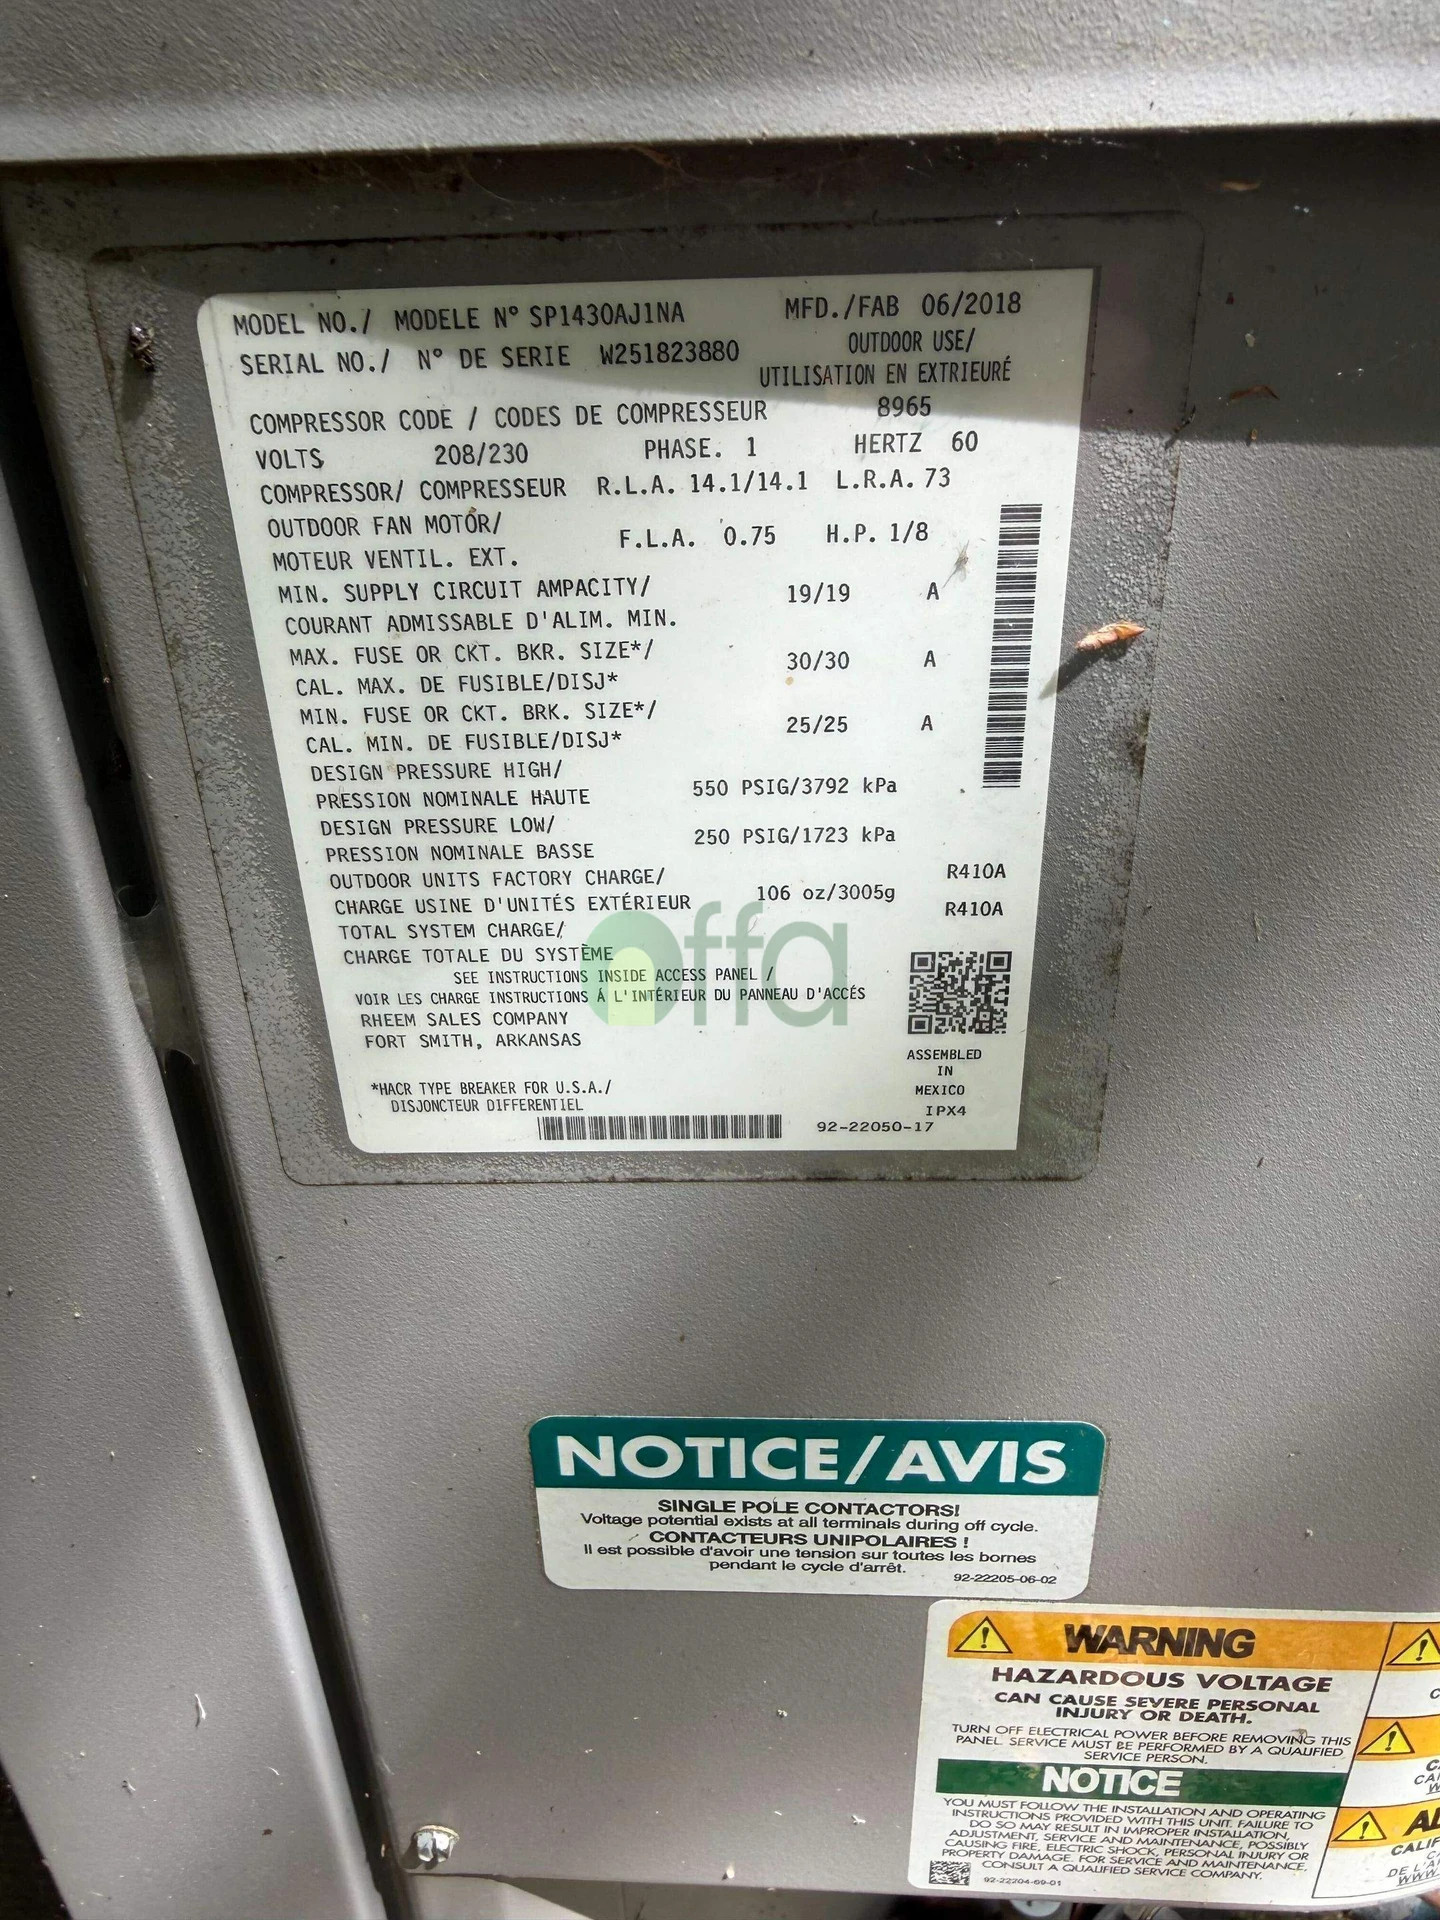 MODEL NO./ MODELE N° SP1430AJ1NA MFD./FAB 06/2018
SERIAL NO./ N° DE SERIE W251823880 OUTDOOR USE/
UTILISATION EN EXTRIEURÉ
COMPRESSOR CODE / CODES DE COMPRESSEUR 8965
VOLTS 208/230 PHASE. 1 HERTZ 60
COMPRESSOR/ COMPRESSEUR R.L.A. 14.1/14.1 L.R.A. 73
OUTDOOR FAN MOTOR/
MOTEUR VENTIL. EXT. F.L.A. 0.75 H.P. 1/8
MIN. SUPPLY CIRCUIT AMPACITY/ 19/19 A
COURANT ADMISSABLE D'ALIM. MIN.
MAX. FUSE OR CKT. BKR. SIZE*/ 30/30 A
CAL. MAX. DE FUSIBLE/DISJ*
MIN. FUSE OR CKT. BRK. SIZE*/ 25/25 A
CAL. MIN. DE FUSIBLE/DISJ*
DESIGN PRESSURE HIGH/
PRESSION NOMINALE HAUTE 550 PSIG/3792 kPa
DESIGN PRESSURE LOW/
PRESSION NOMINALE BASSE 250 PSIG/1723 kPa
OUTDOOR UNITS FACTORY CHARGE/ R410A
CHARGE USINE D'UNITÉS EXTÉRIEUR 106 oz/3005g
TOTAL SYSTEM CHARGE/ R410A
CHARGE TOTALE DU SYSTÈME
SEE INSTRUCTIONS INSIDE ACCESS PANEL /
VOIR LES CHARGE INSTRUCTIONS Á L'INTÉRIEUR DU PANNEAU D'ACCÉS
RHEEM SALES COMPANY
FORT SMITH, ARKANSAS
offa
ASSEMBLED
IN
MEXICO
IPX4
*HACR TYPE BREAKER FOR U.S.A./
DISJONCTEUR DIFFERENTIEL
92-22050-17
NOTICE/AVIS
SINGLE POLE CONTACTORS!
Voltage potential exists at all terminals during off cycle.
CONTACTEURS UNIPOLAIRES !
Il est possible d'avoir une tension sur toutes les bornes
pendant le cycle d'arrêt.
92-22205-06-02
WARNING
HAZARDOUS VOLTAGE
CAN CAUSE SEVERE PERSONAL
INJURY OR DEATH.
TURN OFF ELECTRICAL POWER BEFORE REMOVING THIS
PANEL. SERVICE MUST BE PERFORMED BY A QUALIFIED
SERVICE PERSON.
NOTICE
YOU MUST FOLLOW THE INSTALLATION AND OPERATING
INSTRUCTIONS PROVIDED WITH THIS UNIT. FAILURE TO
DO SO MAY RESULT IN IMPROPER INSTALLATION,
ADJUSTMENT, SERVICE AND MAINTENANCE, POSSIBLY
CAUSING FIRE, ELECTRIC SHOCK, PERSONAL INJURY OR
PROPERTY DAMAGE. FOR SERVICE AND MAINTENANCE,
CONSULT A QUALIFIED SERVICE COMPANY.
92-22204-69-01